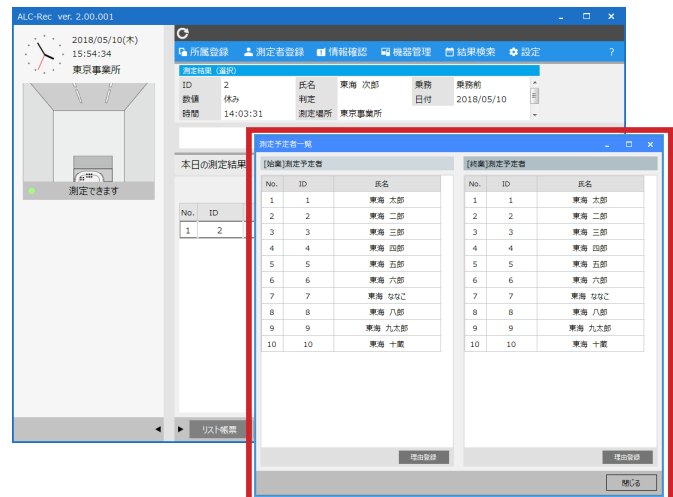 ALC-Rec ver. 2.00.001
2018/05/10(木)
15:54:34
東京事業所
測定できます
所属登録 測定者登録 情報確認 機器管理 結果検索 設定 ?
測定結果 (選択)
ID 2 氏名 東海 次郎 乗務 乗務前
数値 休み 判定 日付 2018/05/10
時間 14:03:31 測定場所 東京事業所
本日の測定結果
No. ID
1 2
リスト帳票
測定予定者一覧
[始業]測定予定者
No. ID 氏名
1 1 東海 太郎
2 2 東海 二郎
3 3 東海 三郎
4 4 東海 四郎
5 5 東海 五郎
6 6 東海 六郎
7 7 東海 ななこ
8 8 東海 八郎
9 9 東海 九太郎
10 10 東海 十蔵
理由登録
[終業]測定予定者
No. ID 氏名
1 1 東海 太郎
2 2 東海 二郎
3 3 東海 三郎
4 4 東海 四郎
5 5 東海 五郎
6 6 東海 六郎
7 7 東海 ななこ
8 8 東海 八郎
9 9 東海 九太郎
10 10 東海 十蔵
理由登録
閉じる